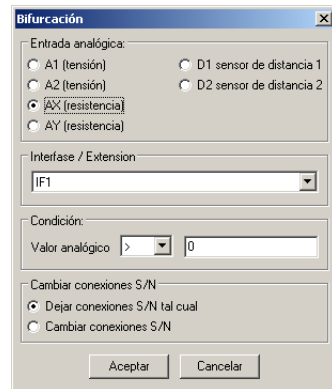 Bifurcación
Entrada analógica:
A1 (tensión)
D1 sensor de distancia 1
A2 (tensión)
D2 sensor de distancia 2
AX (resistencia)
AY (resistencia)
Interfase / Extension
IF1
Condición:
Valor analógico > 0
Cambiar conexiones S/N
Dejar conexiones S/N tal cual
Cambiar conexiones S/N
Aceptar Cancelar